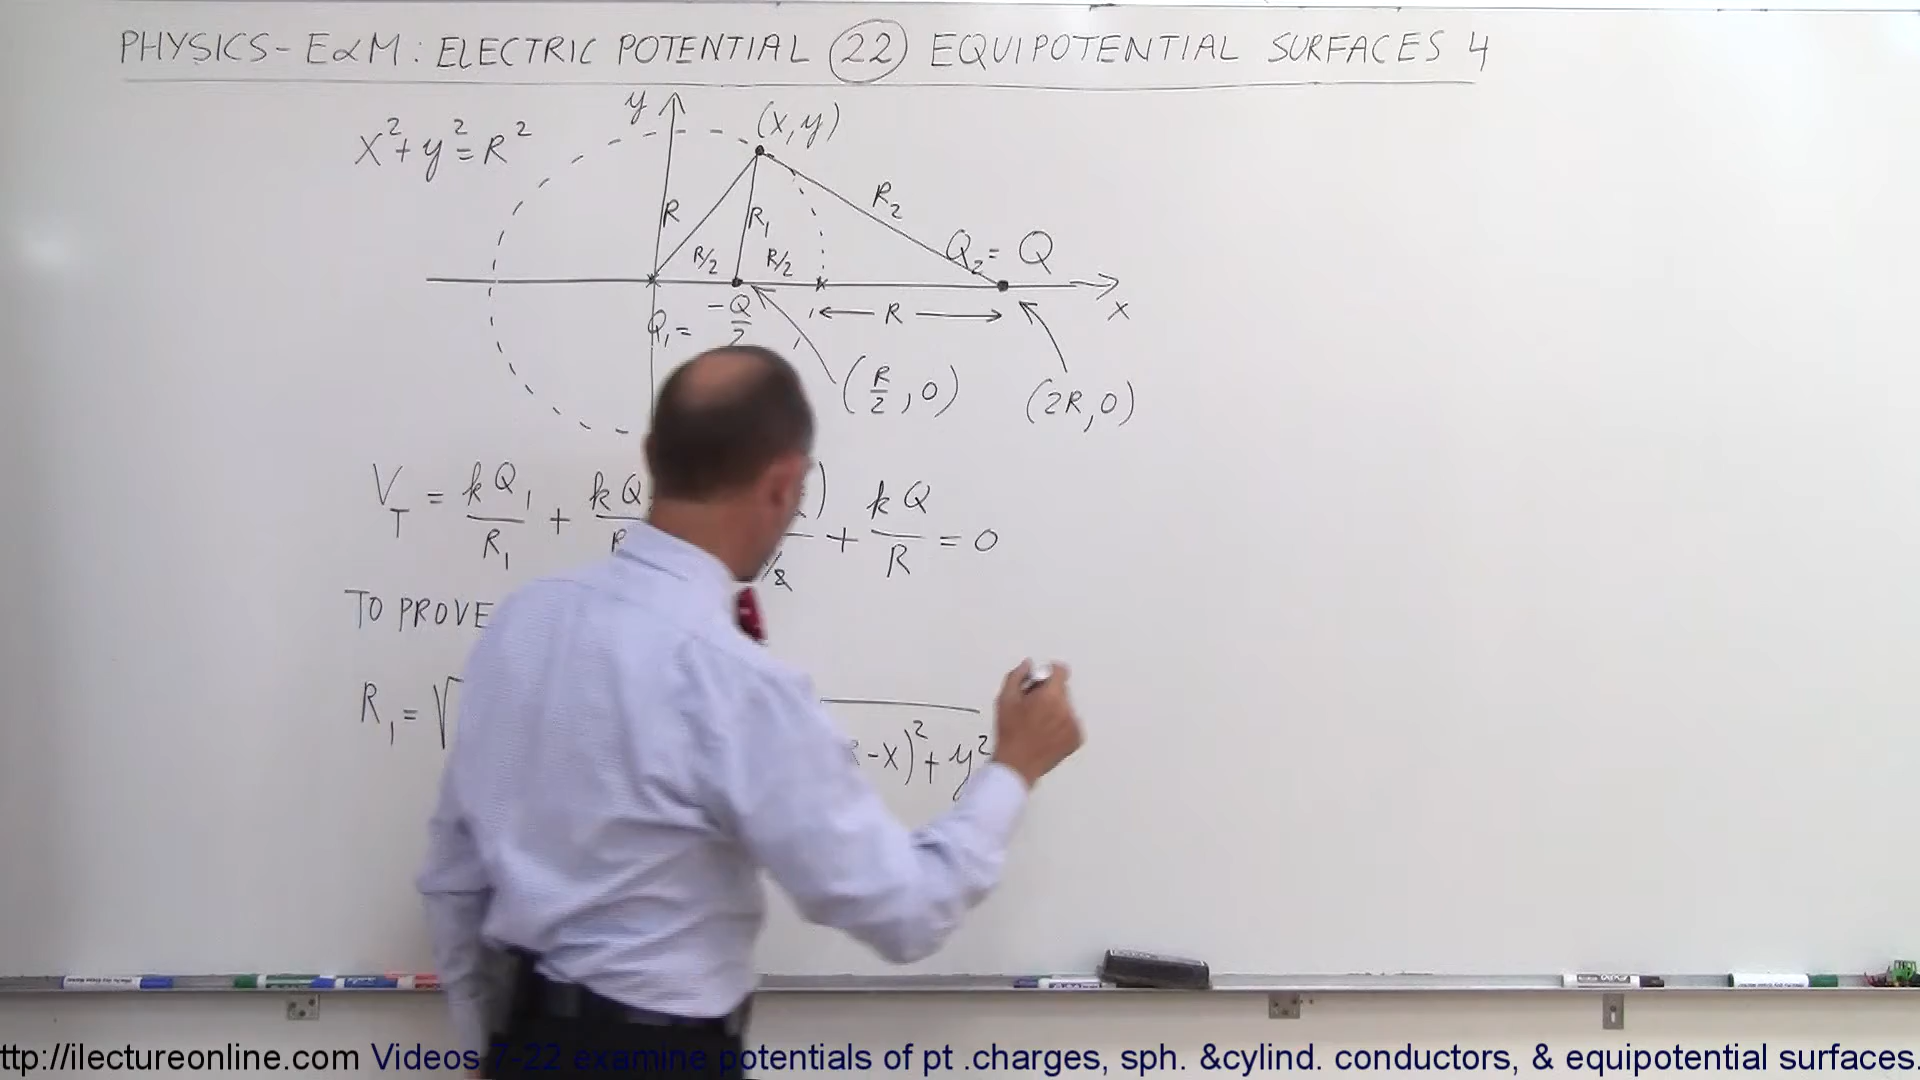 PHYSICS - E&M: ELECTRIC POTENTIAL 22 EQUIPOTENTIAL SURFACES 4
y
(x,y)
x²+y²=R²
R
R₁
R₂
R/2
R/2
Q₂= Q
Q₁= -Q/2
R
x
(R/2,0)
(2R,0)
V_T = kQ₁/R₁ + kQ + kQ/R = 0
TO PROVE
R₁=√
-x)²+y²
ttp://ilectureonline.com Videos 7-22 examine potentials of pt .charges, sph. &cylind. conductors, & equipotential surfaces.